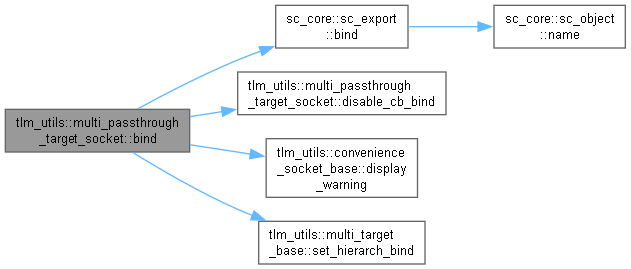 tlm_utils::multi_passthrough
_target_socket::bind
sc_core::sc_export
::bind
sc_core::sc_object
::name
tlm_utils::multi_passthrough
_target_socket::disable_cb_bind
tlm_utils::convenience
_socket_base::display
_warning
tlm_utils::multi_target
_base::set_hierarch_bind